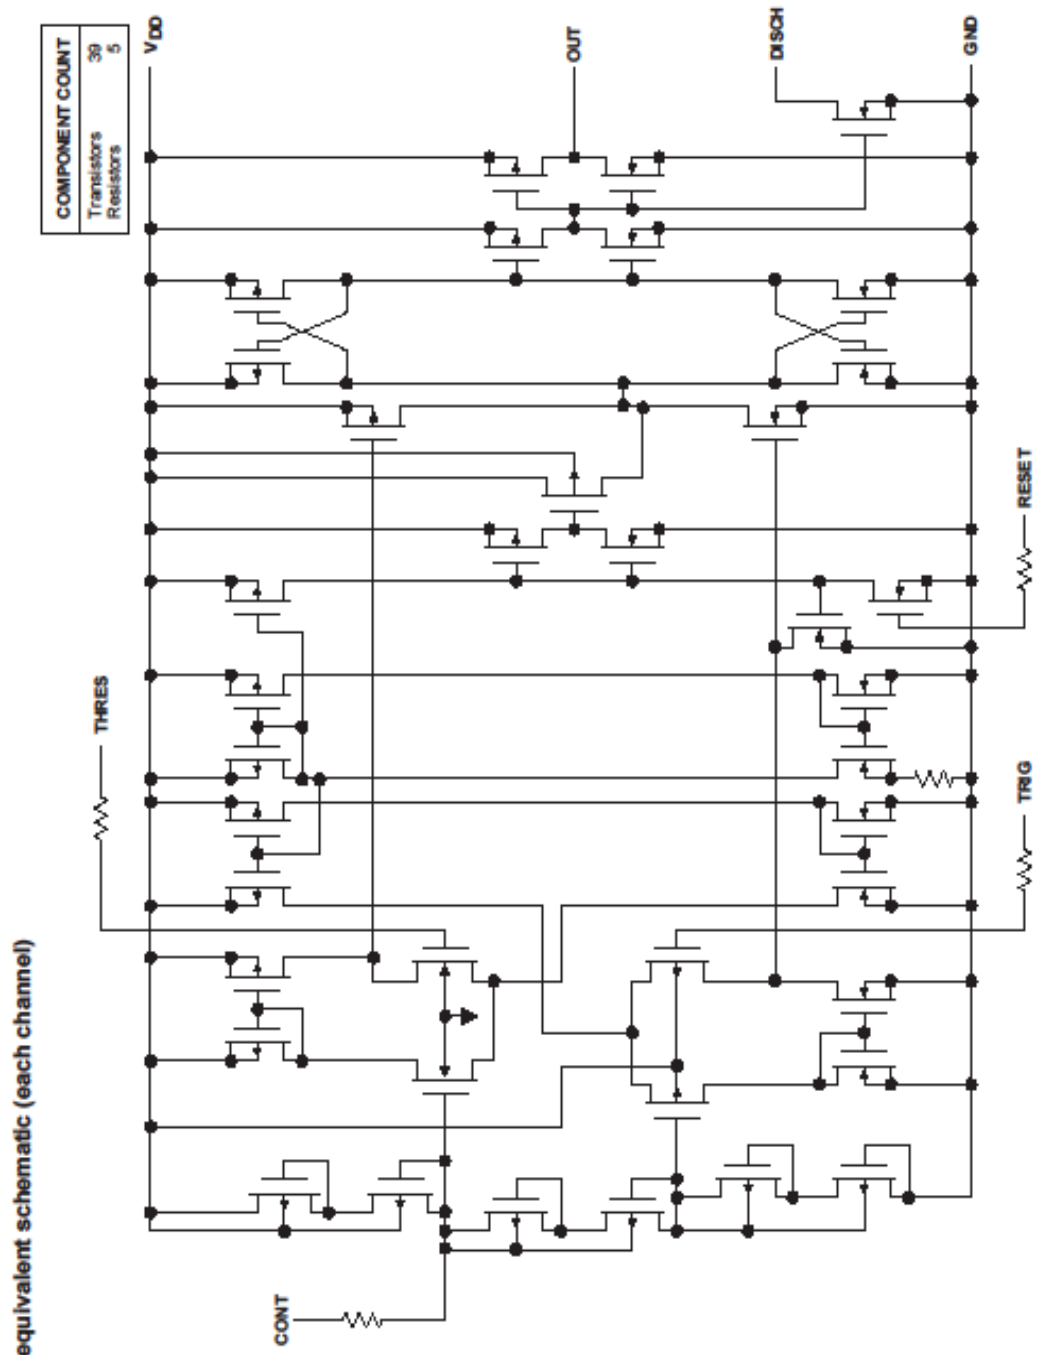 equivalent schematic (each channel)
COMPONENT COUNT
Transistors 39
Resistors 5
VDD
OUT
DISCH
GND
RESET
THRES
TRIG
CONT